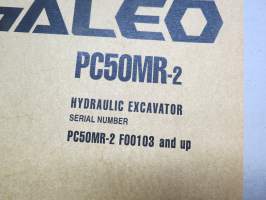 GALEO
PC50MR-2
HYDRAULIC EXCAVATOR
SERIAL NUMBER
PC50MR-2 F00103 and up